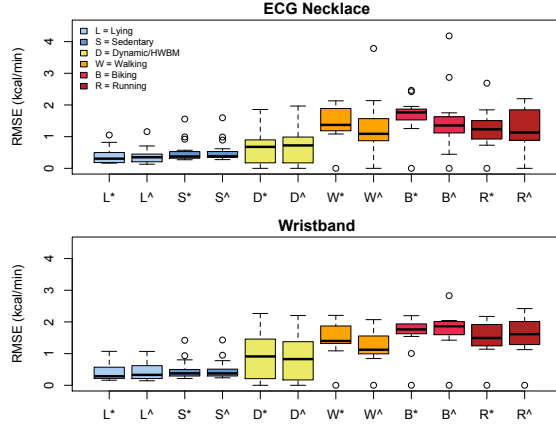 ECG Necklace
RMSE (kcal/min)
4
3
2
1
0
L = Lying
S = Sedentary
D = Dynamic/HWBM
W = Walking
B = Biking
R = Running
L* L^ S* S^ D* D^ W* W^ B* B^ R* R^
Wristband
RMSE (kcal/min)
4
3
2
1
0
L* L^ S* S^ D* D^ W* W^ B* B^ R* R^